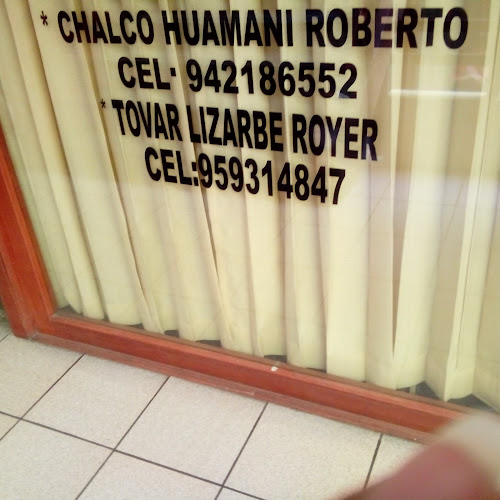 * CHALCO HUAMANI ROBERTO
CEL· 942186552
* TOVAR LIZARBE ROYER
CEL:959314847